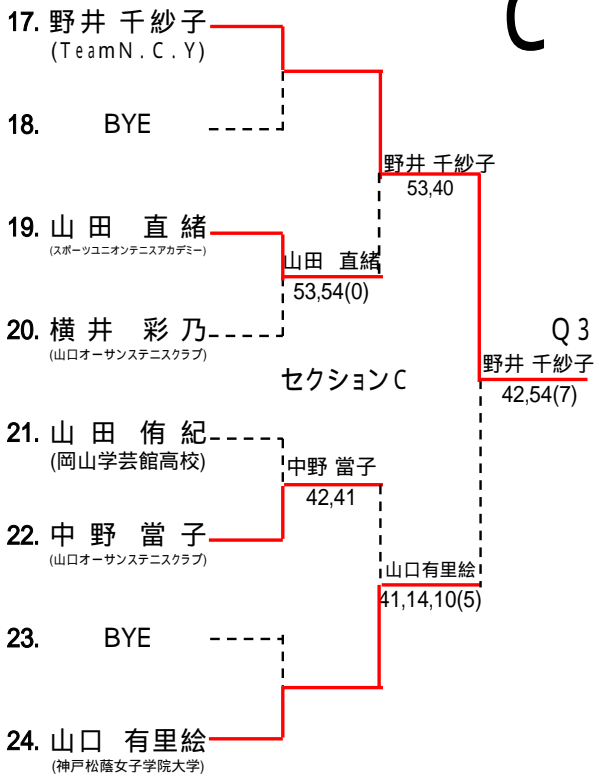 C
17. 野井 千紗子
(TeamN.C.Y)
18. BYE
野井 千紗子
53,40
19. 山田 直緒
(スポーツユニオンテニスアカデミー)
山田 直緒
53,54(0)
20. 横井 彩乃
(山口オーサンステニスクラブ)
Q3
野井 千紗子
42,54(7)
セクションC
21. 山田 侑紀
(岡山学芸館高校)
中野 當子
42,41
22. 中野 當子
(山口オーサンステニスクラブ)
山口有里絵
41,14,10(5)
23. BYE
24. 山口 有里絵
(神戸松蔭女子学院大学)